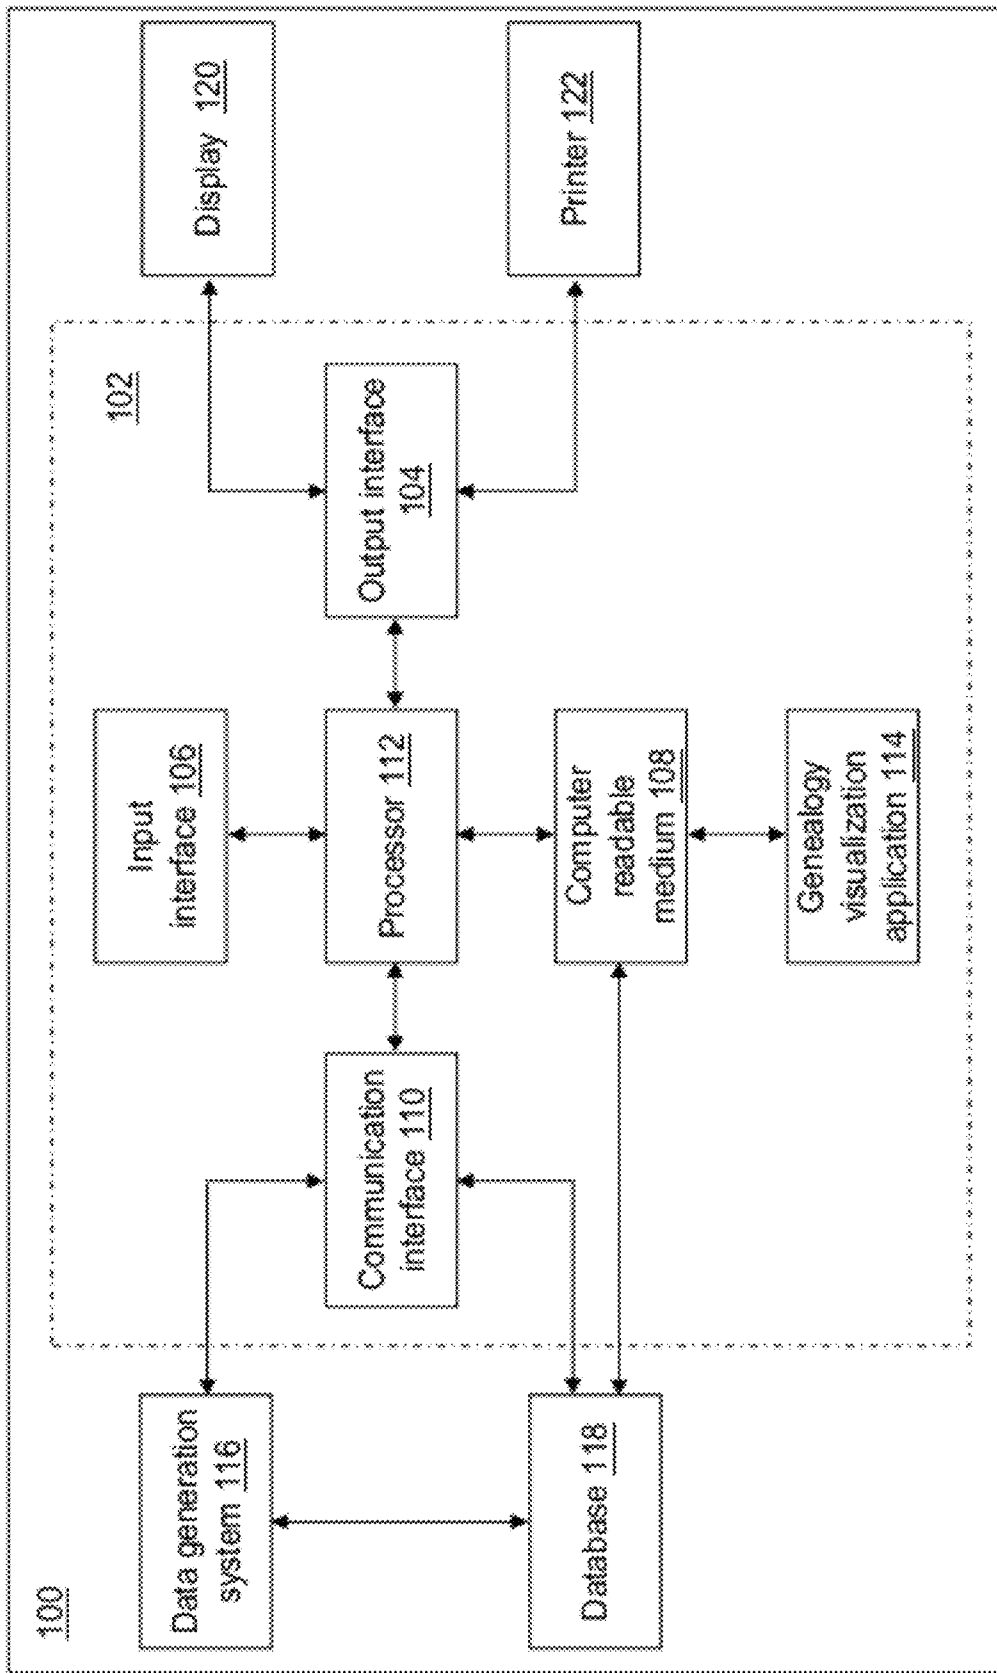 100
Data generation
system 116
Database 118
102
Communication
interface 110
Input
interface 106
Processor 112
Computer
readable
medium 108
Genealogy
visualization
application 114
Output interface
104
Display 120
Printer 122